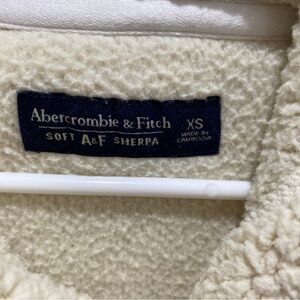 Abercrombie & Fitch
SOFT A&F SHERPA
XS
MADE IN
CAMBODIA